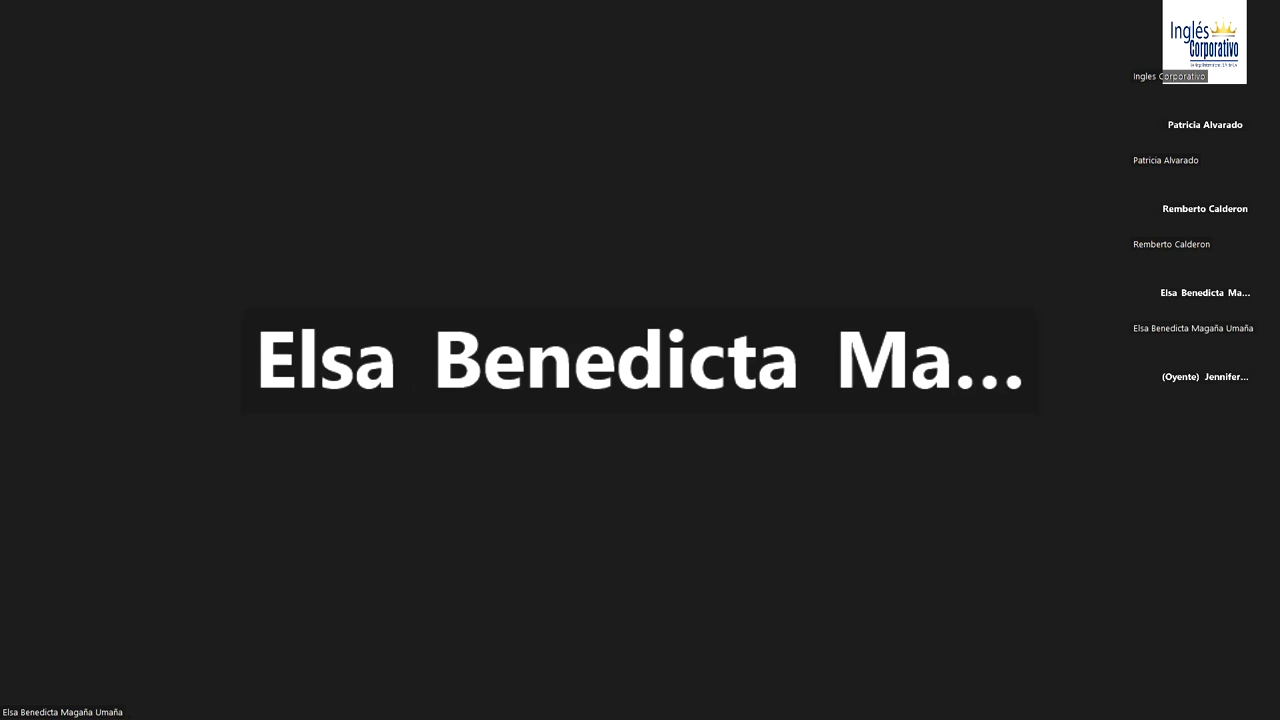 Inglés
Corporativo
Ingles Corporativo
Patricia Alvarado
Patricia Alvarado
Remberto Calderon
Remberto Calderon
Elsa Benedicta Ma...
Elsa Benedicta Magaña Umaña
(Oyente) Jennifer...
Elsa Benedicta Ma...
Elsa Benedicta Magaña Umaña